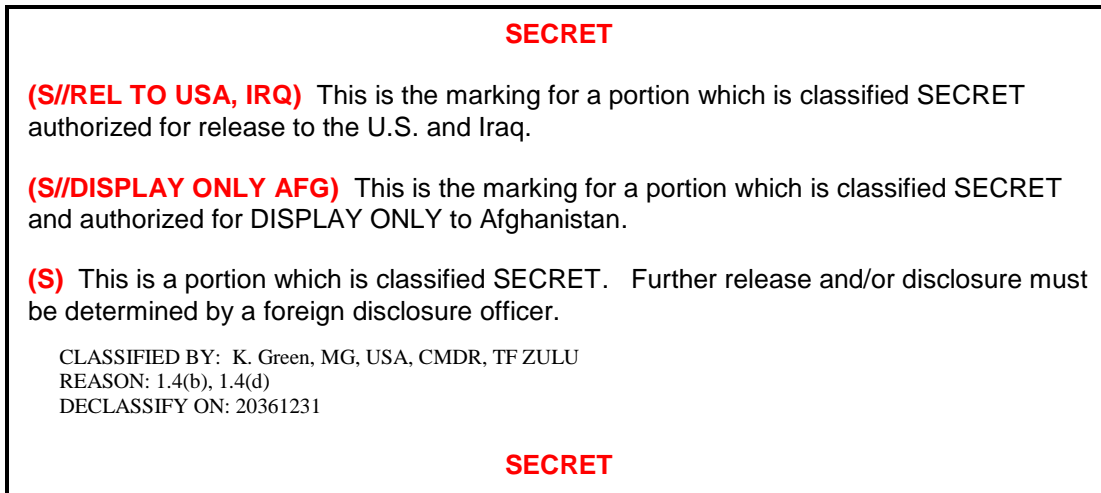 SECRET
(S//REL TO USA, IRQ) This is the marking for a portion which is classified SECRET
authorized for release to the U.S. and Iraq.
(S//DISPLAY ONLY AFG) This is the marking for a portion which is classified SECRET
and authorized for DISPLAY ONLY to Afghanistan.
(S) This is a portion which is classified SECRET. Further release and/or disclosure must
be determined by a foreign disclosure officer.
CLASSIFIED BY: K. Green, MG, USA, CMDR, TF ZULU
REASON: 1.4(b), 1.4(d)
DECLASSIFY ON: 20361231
SECRET